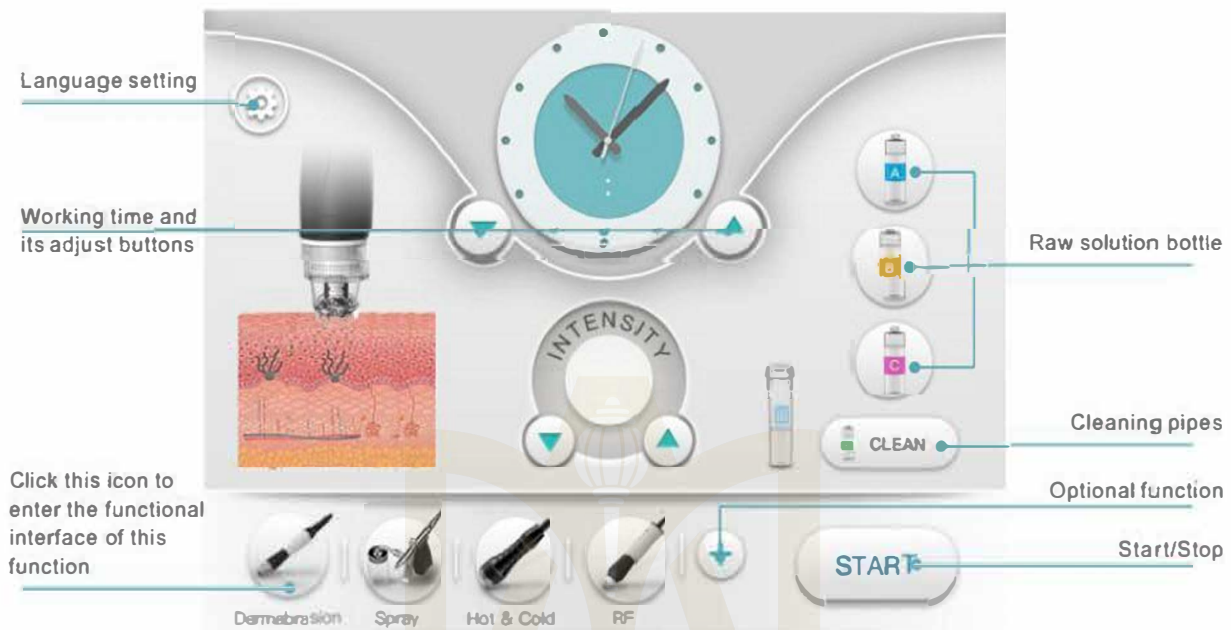 Language setting
Working time and
its adjust buttons
A
B
C
Raw solution bottle
INTENSITY
CLEAN
Cleaning pipes
Click this icon to
enter the functional
interface of this
function
Optional function
START
Start/Stop
Dermabrasion
Spray
Hot & Cold
RF